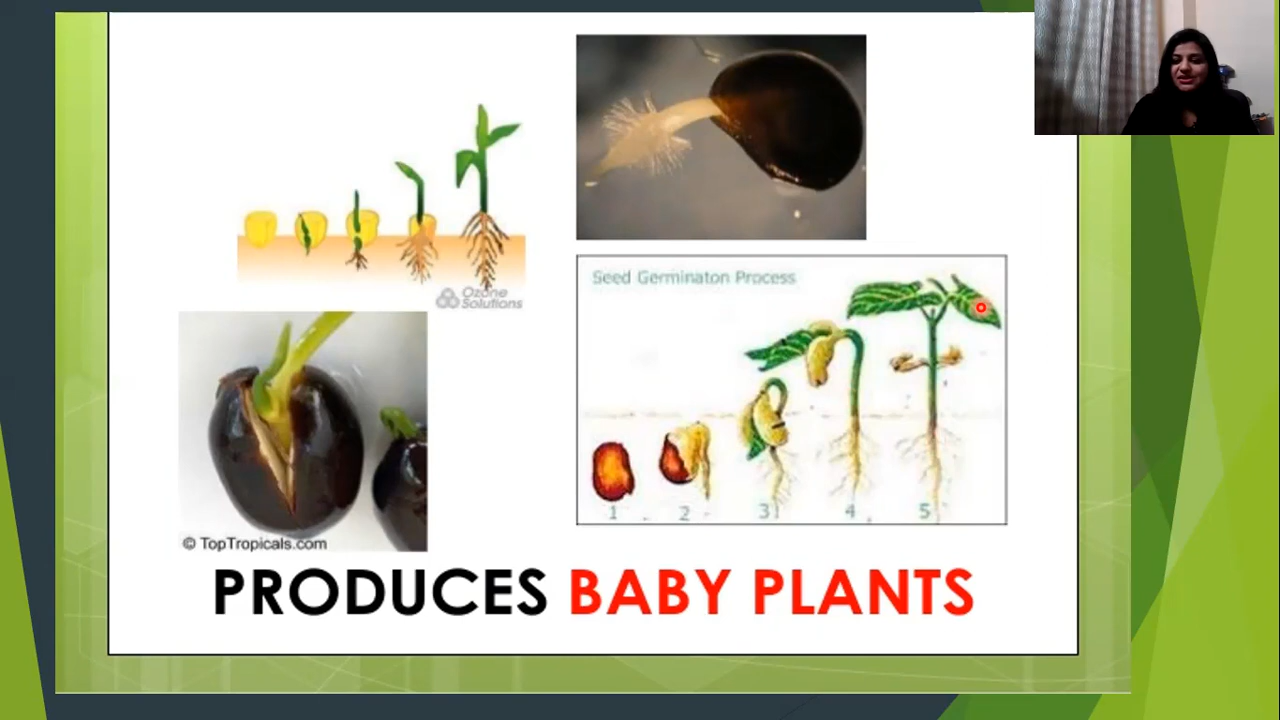 Ozone
Solutions
Seed Germinaton Process
1
2
3
4
5
© TopTropicals.com
PRODUCES BABY PLANTS